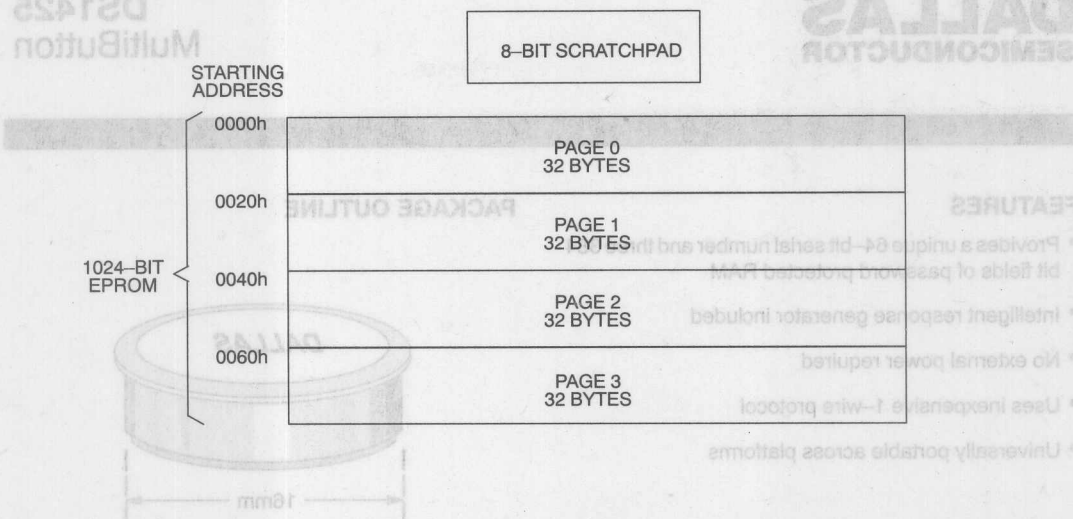 8–BIT SCRATCHPAD
STARTING
ADDRESS
0000h
PAGE 0
32 BYTES
0020h
PAGE 1
32 BYTES
1024–BIT
EPROM
0040h
PAGE 2
32 BYTES
0060h
PAGE 3
32 BYTES
DALLAS
SEMICONDUCTOR
DS1425
MultiButton
FEATURES
PACKAGE OUTLINE
• Provides a unique 64–bit serial number and three
bit fields of password protected RAM
• Intelligent response generator included
• No external power required
• Uses inexpensive 1–wire protocol
• Universally portable across platforms
DALLAS
16mm